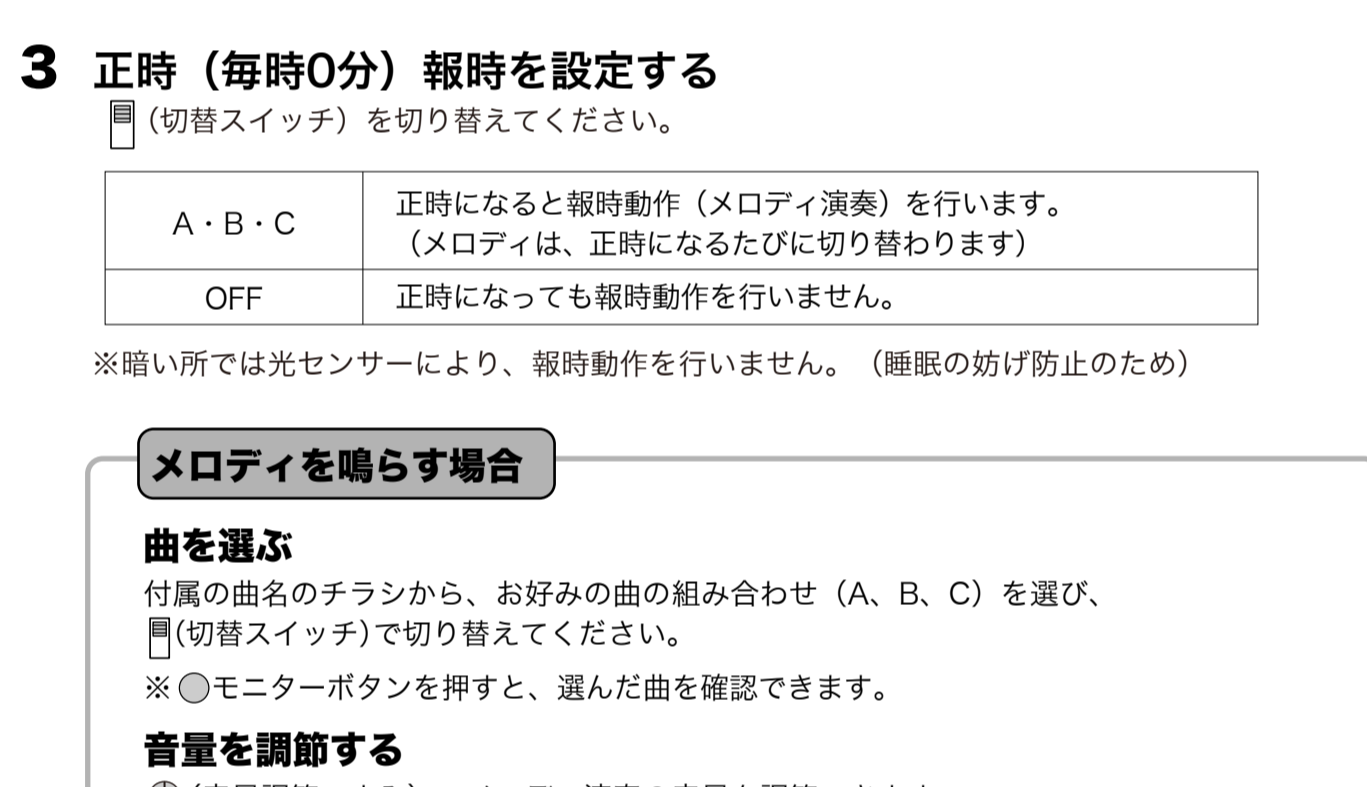 3 正時（毎時0分）報時を設定する
（切替スイッチ）を切り替えてください。
A・B・C
正時になると報時動作（メロディ演奏）を行います。
（メロディは、正時になるたびに切り替わります）
OFF
正時になっても報時動作を行いません。
※暗い所では光センサーにより、報時動作を行いません。（睡眠の妨げ防止のため）
メロディを鳴らす場合
曲を選ぶ
付属の曲名のチラシから、お好みの曲の組み合わせ（A、B、C）を選び、
(切替スイッチ)で切り替えてください。
※モニターボタンを押すと、選んだ曲を確認できます。
音量を調節する